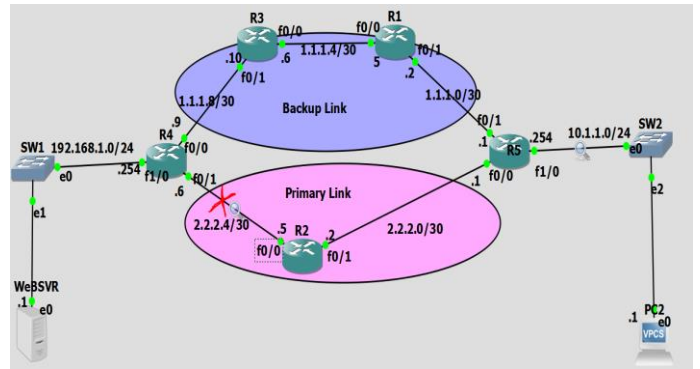 R3
f0/0
f0/0
R1
.10
.6
1.1.1.4/30
5
f0/1
f0/1
.2
1.1.1.8/30
Backup Link
1.1.1.0/30
.9
R4
f0/0
f0/1
SW1
192.168.1.0/24
e0
.254
f1/0
f0/1
.6
.1
R5
.254
10.1.1.0/24
SW2
e0
f0/0
f1/0
.1
e1
e2
Primary Link
2.2.2.4/30
.5
R2
.2
2.2.2.0/30
f0/0
f0/1
WeBSVR
.1
e0
.1
PC2
e0
VPCS